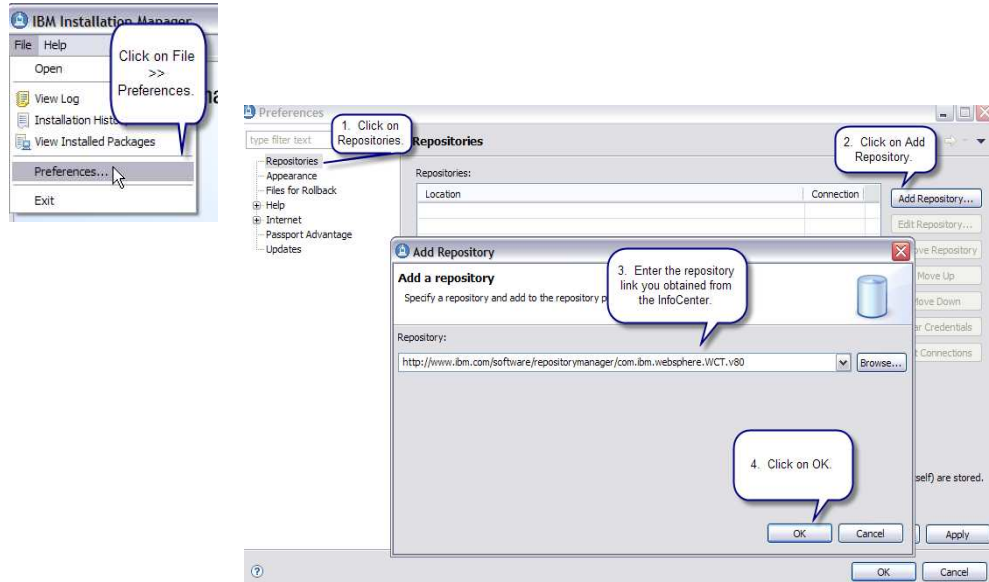 IBM Installation Manager
File Help
Open
View Log
Installation Hist
View Installed Packages
Preferences...
Exit
Click on File
>>
Preferences.
Preferences
type filter text
1. Click on
Repositories.
Repositories
Appearance
Files for Rollback
Help
Internet
Passport Advantage
Updates
Repositories
2. Click on Add
Repository.
Repositories:
Location Connection
Add Repository...
Edit Repository...
ve Repository
Move Up
Move Down
ar Credentials
t Connections
Add Repository
Add a repository
Specify a repository and add to the repository p
3. Enter the repository
link you obtained from
the InfoCenter.
Repository:
http://www.ibm.com/software/repositorymanager/com.ibm.websphere.WCT.v80
Browse...
4. Click on OK.
self) are stored.
OK Cancel
Apply
OK Cancel